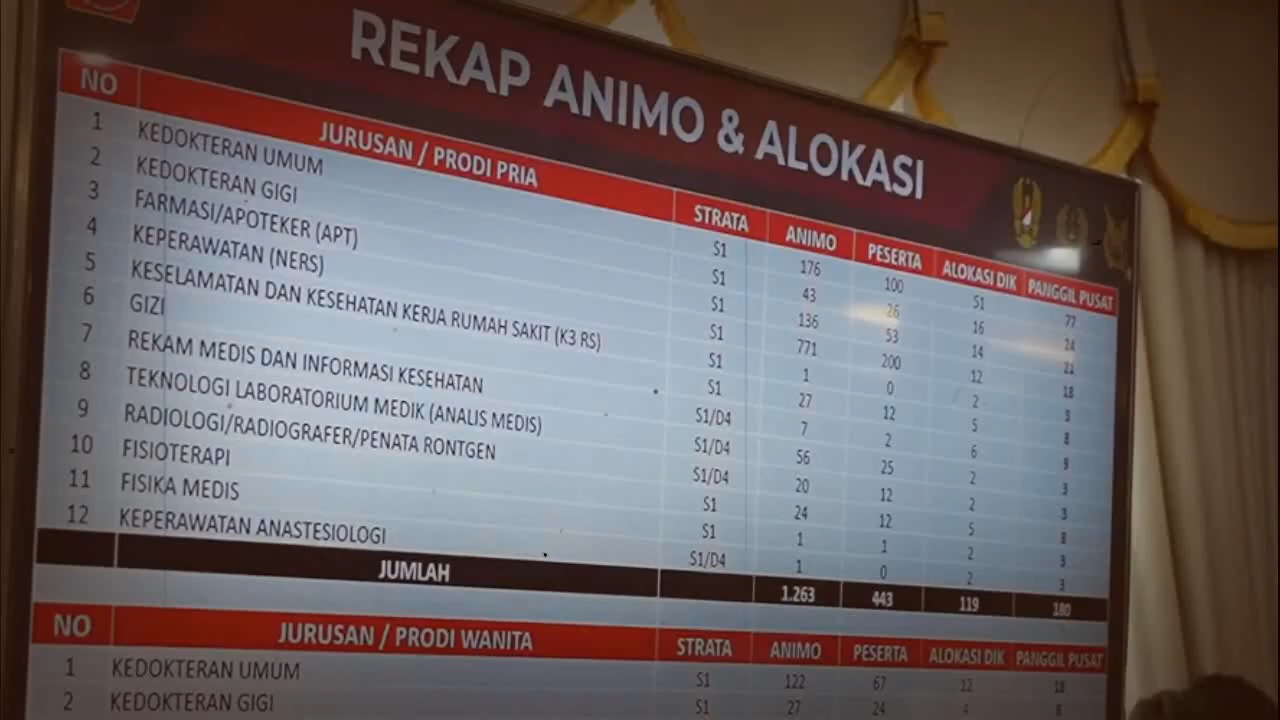 REKAP ANIMO & ALOKASI
NO JURUSAN / PRODI PRIA STRATA ANIMO PESERTA ALOKASI DIK PANGGIL PUSAT
1 KEDOKTERAN UMUM S1 176 100 51 77
2 KEDOKTERAN GIGI S1 43 26 16 24
3 FARMASI/APOTEKER (APT) S1 136 53 14 21
4 KEPERAWATAN (NERS) S1 771 200 12 18
5 KESELAMATAN DAN KESEHATAN KERJA RUMAH SAKIT (K3 RS) S1 1 0 2 3
6 GIZI S1 27 12 5 8
7 REKAM MEDIS DAN INFORMASI KESEHATAN S1/D4 7 2 6 9
8 TEKNOLOGI LABORATORIUM MEDIK (ANALIS MEDIS) S1/D4 56 25 2 3
9 RADIOLOGI/RADIOGRAFER/PENATA RONTGEN S1/D4 20 12 2 3
10 FISIOTERAPI S1 24 12 5 8
11 FISIKA MEDIS S1 1 1 2 3
12 KEPERAWATAN ANASTESIOLOGI S1/D4 1 0 2 3
JUMLAH 1.263 443 119 180
NO JURUSAN / PRODI WANITA STRATA ANIMO PESERTA ALOKASI DIK PANGGIL PUSAT
1 KEDOKTERAN UMUM S1 122 67 12 18
2 KEDOKTERAN GIGI S1 27 24 4 6